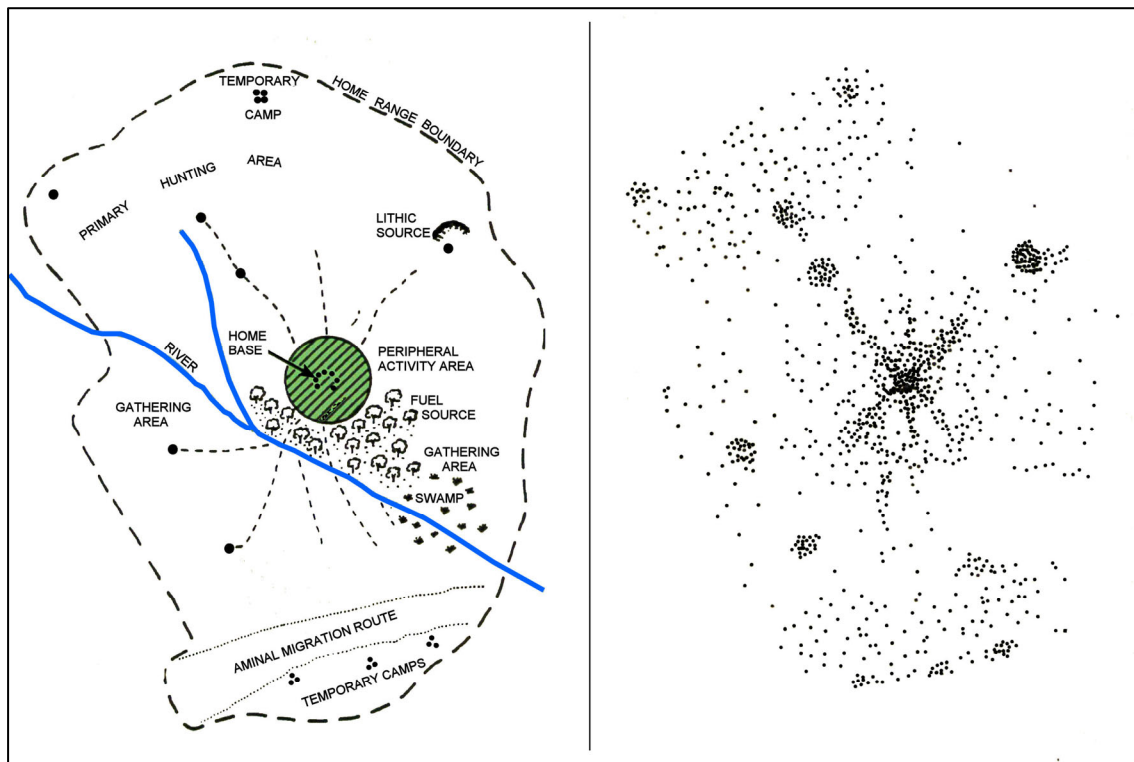 TEMPORARY
CAMP
HOME RANGE BOUNDARY
PRIMARY HUNTING AREA
LITHIC
SOURCE
HOME
BASE
PERIPHERAL
ACTIVITY AREA
RIVER
FUEL
SOURCE
GATHERING
AREA
GATHERING
AREA
SWAMP
AMINAL MIGRATION ROUTE
TEMPORARY CAMPS